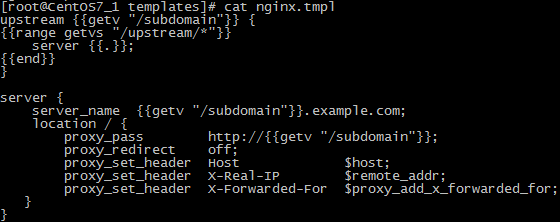 [root@CentOS7_1 templates]# cat nginx.tmpl
upstream {{getv "/subdomain"}} {
{{range getvs "/upstream/*"}}
    server {{.}};
{{end}}
}

server {
    server_name  {{getv "/subdomain"}}.example.com;
    location / {
        proxy_pass        http://{{getv "/subdomain"}};
        proxy_redirect    off;
        proxy_set_header  Host             $host;
        proxy_set_header  X-Real-IP        $remote_addr;
        proxy_set_header  X-Forwarded-For  $proxy_add_x_forwarded_for;
   }
}